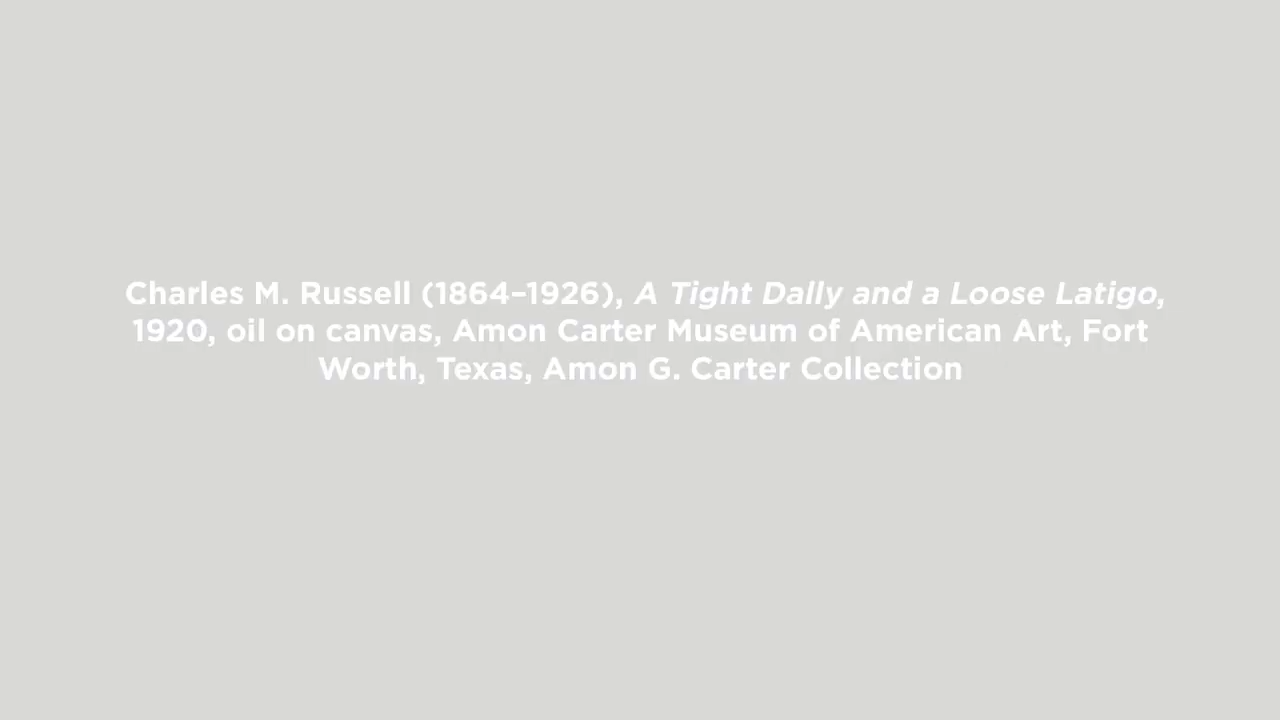 Charles M. Russell (1864–1926), A Tight Dally and a Loose Latigo,
1920, oil on canvas, Amon Carter Museum of American Art, Fort
Worth, Texas, Amon G. Carter Collection